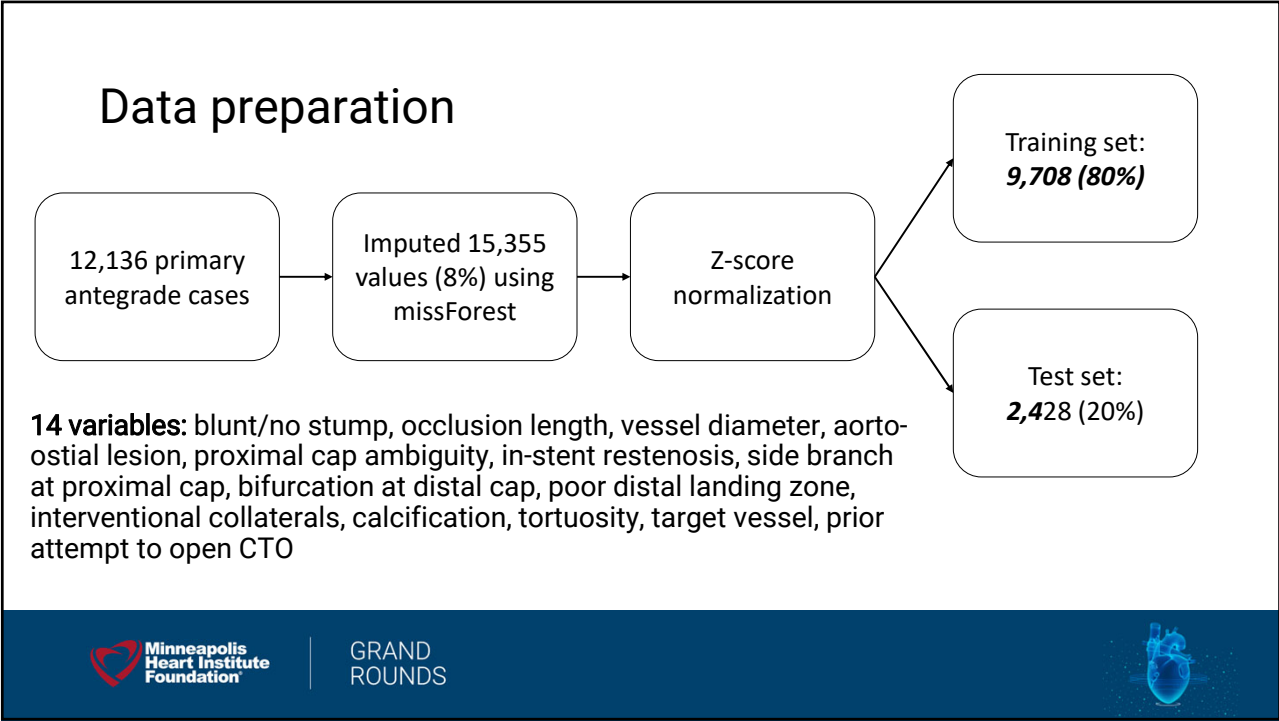 Data preparation
12,136 primary
antegrade cases
Imputed 15,355
values (8%) using
missForest
Z-score
normalization
Training set:
9,708 (80%)
Test set:
2,428 (20%)
14 variables: blunt/no stump, occlusion length, vessel diameter, aorto-
ostial lesion, proximal cap ambiguity, in-stent restenosis, side branch
at proximal cap, bifurcation at distal cap, poor distal landing zone,
interventional collaterals, calcification, tortuosity, target vessel, prior
attempt to open CTO
Minneapolis
Heart Institute
Foundation®
GRAND
ROUNDS